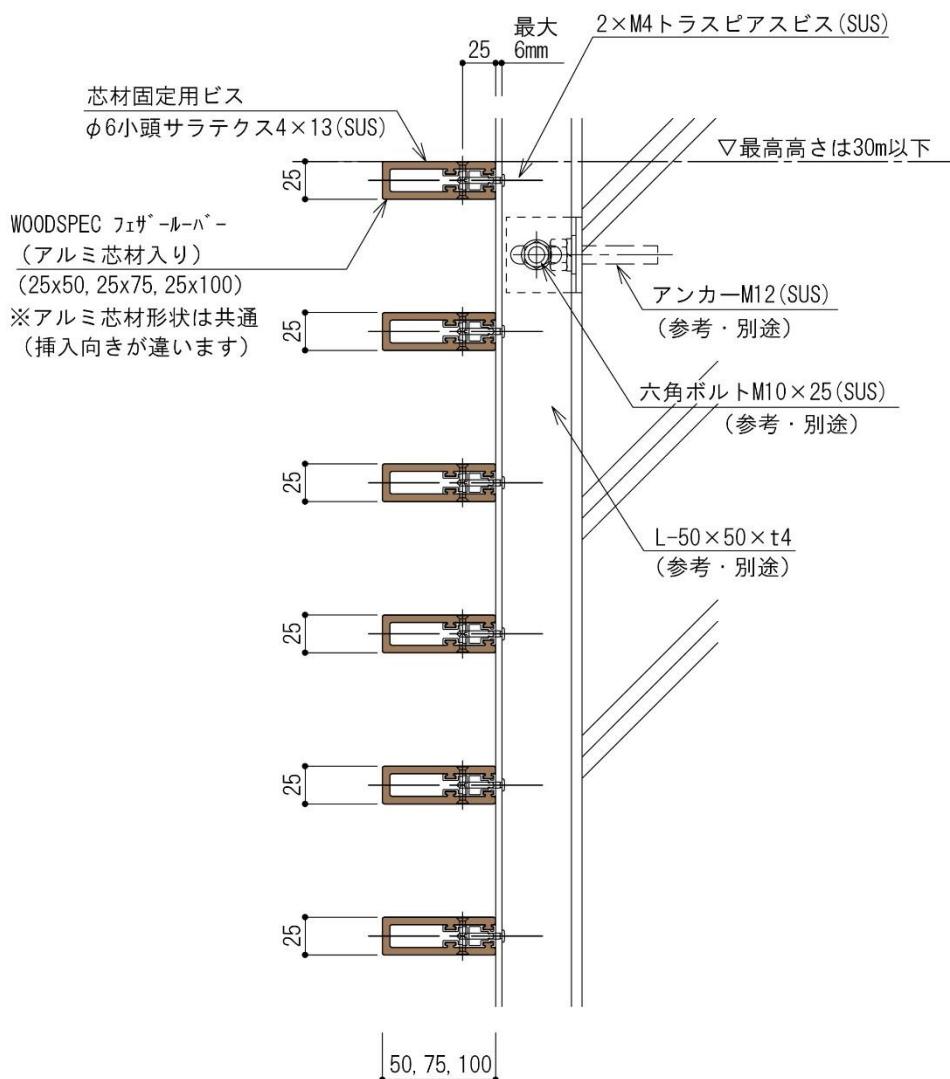 最大
25
6mm
2×M4トラスピアスビス(SUS)
芯材固定用ビス
φ6小頭サラテクス4×13(SUS)
▽最高高さは30m以下
25
WOODSPEC フェザールーバー
(アルミ芯材入り)
(25x50, 25x75, 25x100)
※アルミ芯材形状は共通
(挿入向きが違います)
アンカーM12(SUS)
(参考・別途)
25
六角ボルトM10×25(SUS)
(参考・別途)
25
L-50×50×t4
(参考・別途)
25
25
25
50, 75, 100